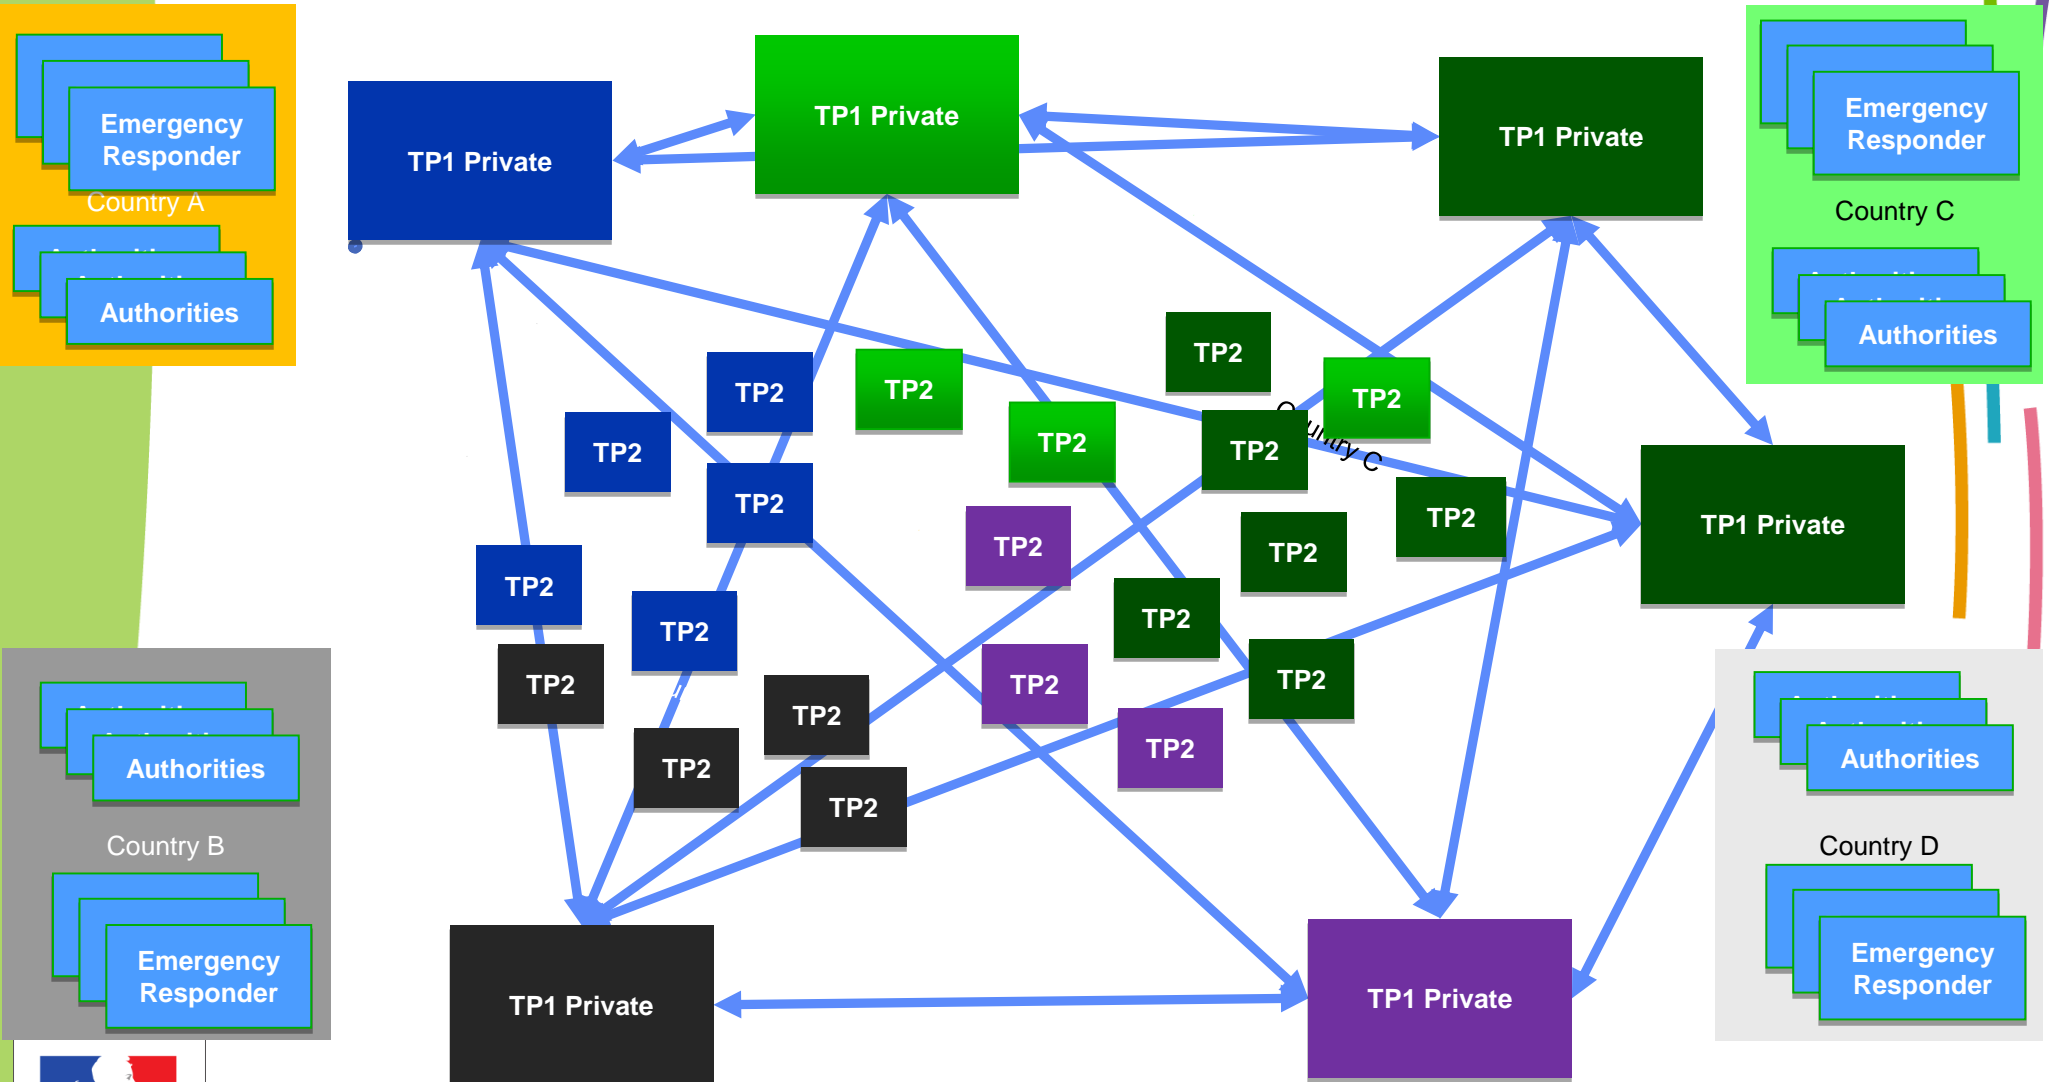 Emergency
Responder
Country A
Authorities
TP1 Private
TP1 Private
TP1 Private
Emergency
Responder
Country C
Authorities
TP2
TP2
TP2
TP2
TP2
TP2
TP2
TP2
TP2
Country C
TP2
TP2
TP2
TP2
TP2
TP2
TP2
TP2
TP2
TP2
TP2
TP2
TP2
TP1 Private
Authorities
Country B
Emergency
Responder
Authorities
Country D
Emergency
Responder
TP1 Private
TP1 Private